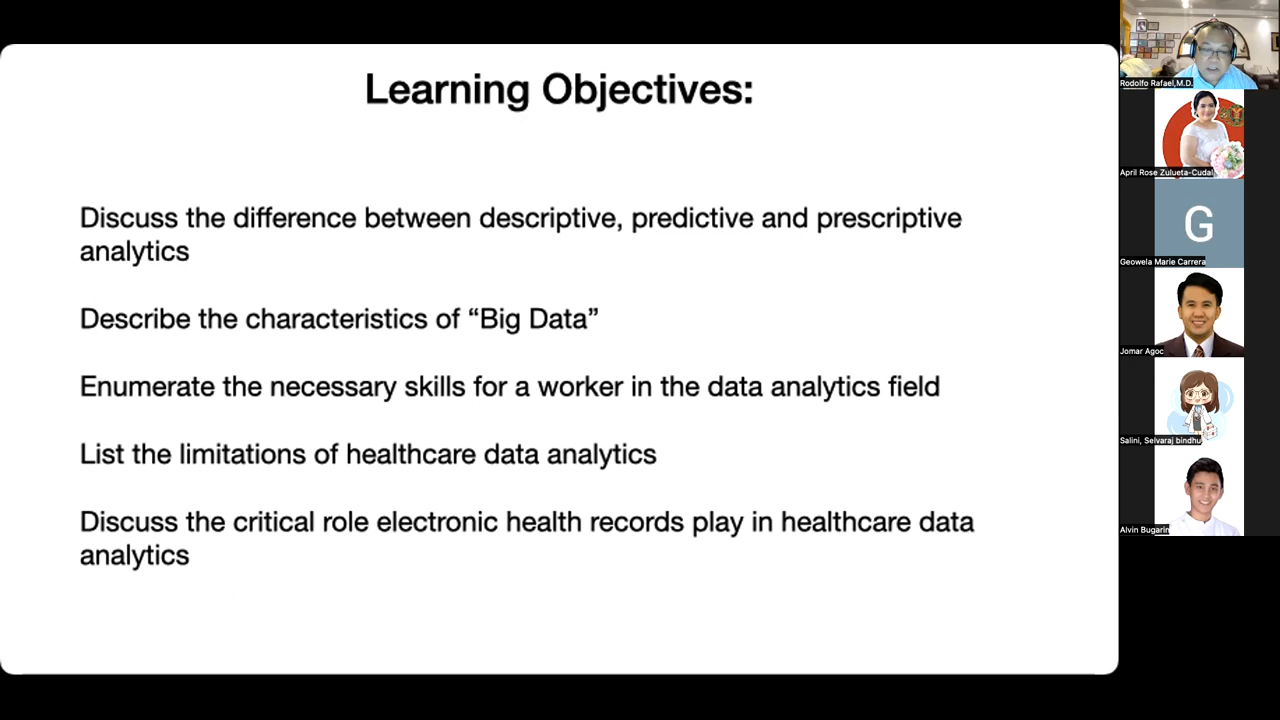 Learning Objectives:
Discuss the difference between descriptive, predictive and prescriptive
analytics
Describe the characteristics of “Big Data”
Enumerate the necessary skills for a worker in the data analytics field
List the limitations of healthcare data analytics
Discuss the critical role electronic health records play in healthcare data
analytics
Rodolfo Rafael,M.D.
April Rose Zulueta-Cudal
G
Geowela Marie Carrera
Jomar Agoc
Salini, Selvaraj bindhu
Alvin Bugarin